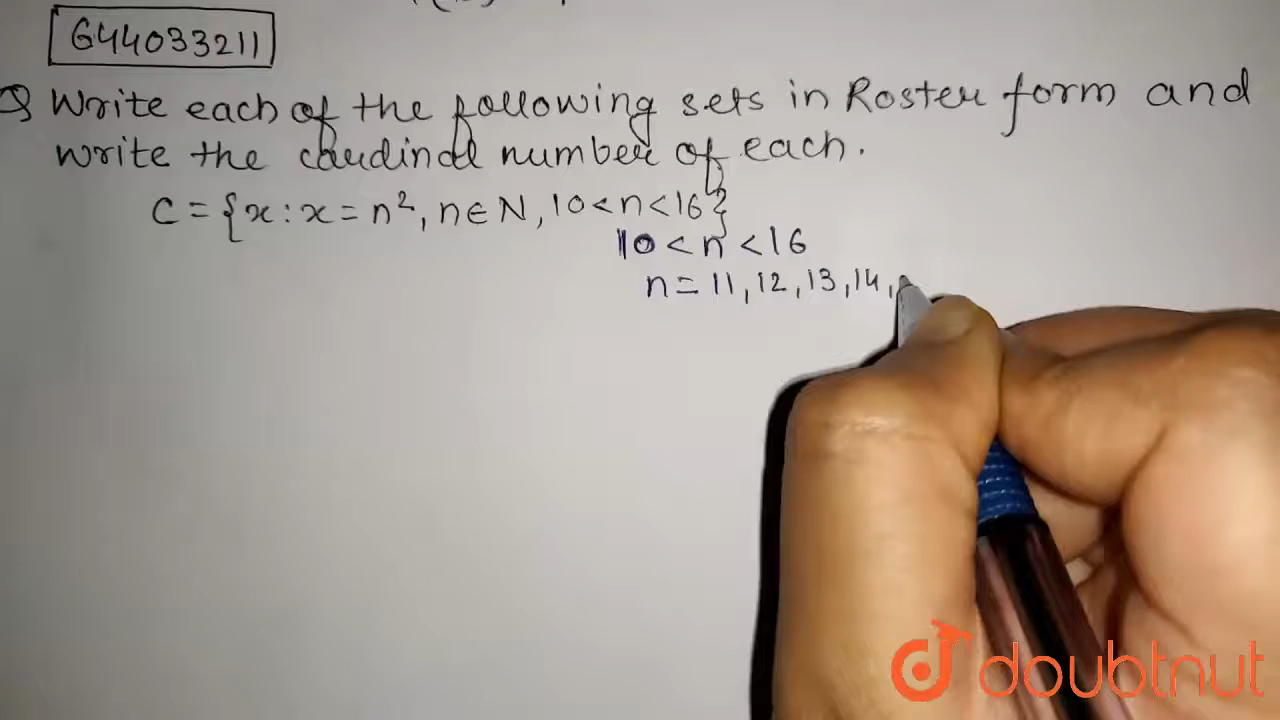 644033211
Q Write each of the following sets in Roster form and
write the cardinal number of each.
C = {x : x = n², n ∈ N, 10 < n < 16}
10 < n < 16
n = 11, 12, 13, 14,
doubtnut